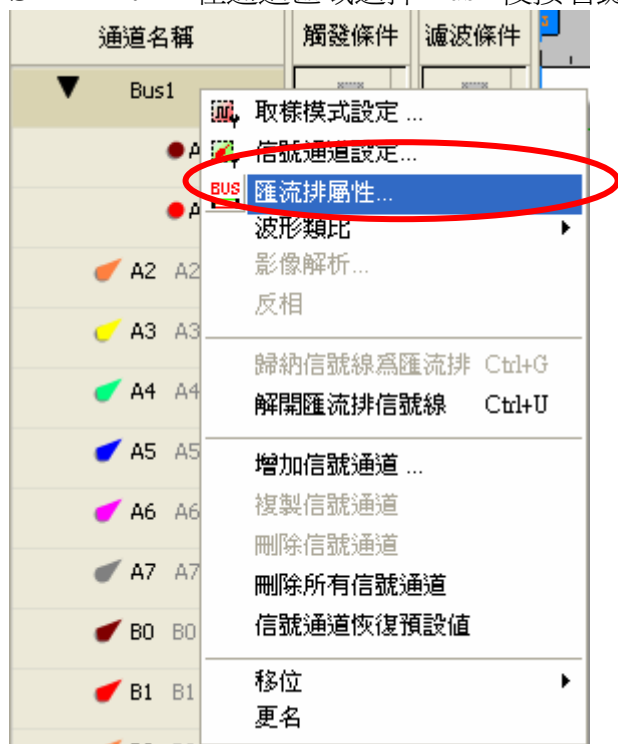 通道名稱 觸發條件 濾波條件
Bus1
取樣模式設定 ...
A 信號通道設定...
BUS 匯流排屬性...
A 波形類比
A2 A2 影像解析...
反相
A3 A3
歸納信號線爲匯流排 Ctrl+G
A4 A4 解開匯流排信號線 Ctrl+U
A5 A5 增加信號通道 ...
A6 A6 複製信號通道
刪除信號通道
A7 A7 刪除所有信號通道
B0 B0 信號通道恢復預設值
B1 B1 移位
更名